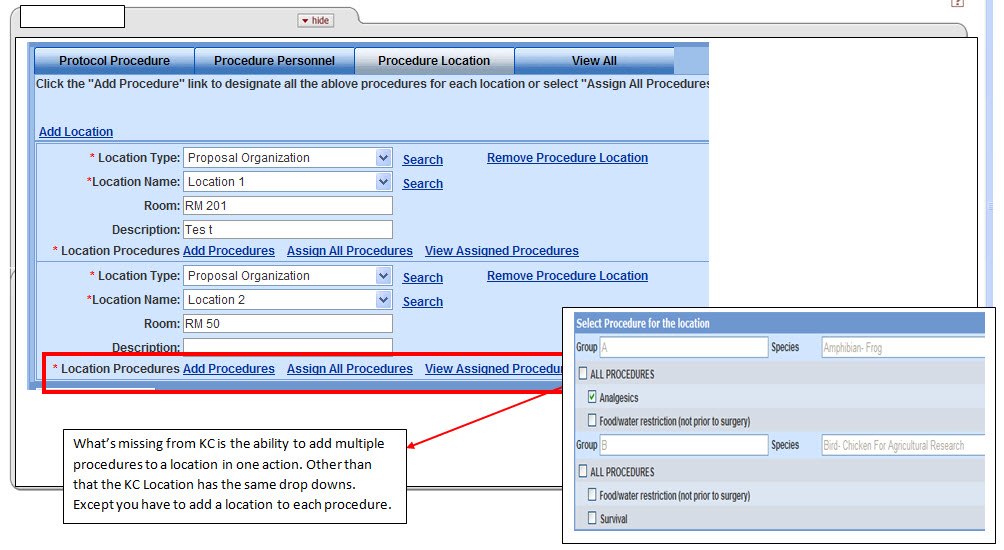 ?
▼ hide
Protocol Procedure Procedure Personnel Procedure Location View All
Click the "Add Procedure" link to designate all the ablove procedures for each location or select "Assign All Procedures
Add Location
* Location Type: Proposal Organization Search Remove Procedure Location
*Location Name: Location 1 Search
Room: RM 201
Description: Tes t
* Location Procedures Add Procedures Assign All Procedures View Assigned Procedures
* Location Type: Proposal Organization Search Remove Procedure Location
*Location Name: Location 2 Search
Room: RM 50
Description:
* Location Procedures Add Procedures Assign All Procedures View Assigned Procedu
Select Procedure for the location
Group A Species Amphibian- Frog
ALL PROCEDURES
Analgesics
Food/water restriction (not prior to surgery)
Group B Species Bird- Chicken For Agricultural Research
ALL PROCEDURES
Food/water restriction (not prior to surgery)
Survival
What's missing from KC is the ability to add multiple
procedures to a location in one action. Other than
that the KC Location has the same drop downs.
Except you have to add a location to each procedure.